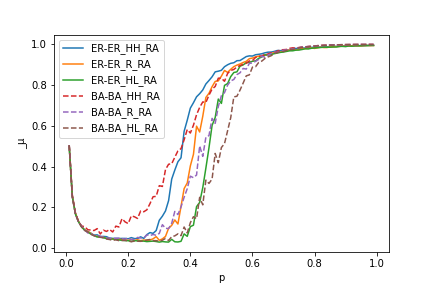 ER-ER_HH_RA
ER-ER_R_RA
ER-ER_HL_RA
BA-BA_HH_RA
BA-BA_R_RA
BA-BA_HL_RA
1.0
0.8
0.6
0.4
0.2
0.0
_μ
0.0 0.2 0.4 0.6 0.8 1.0
p